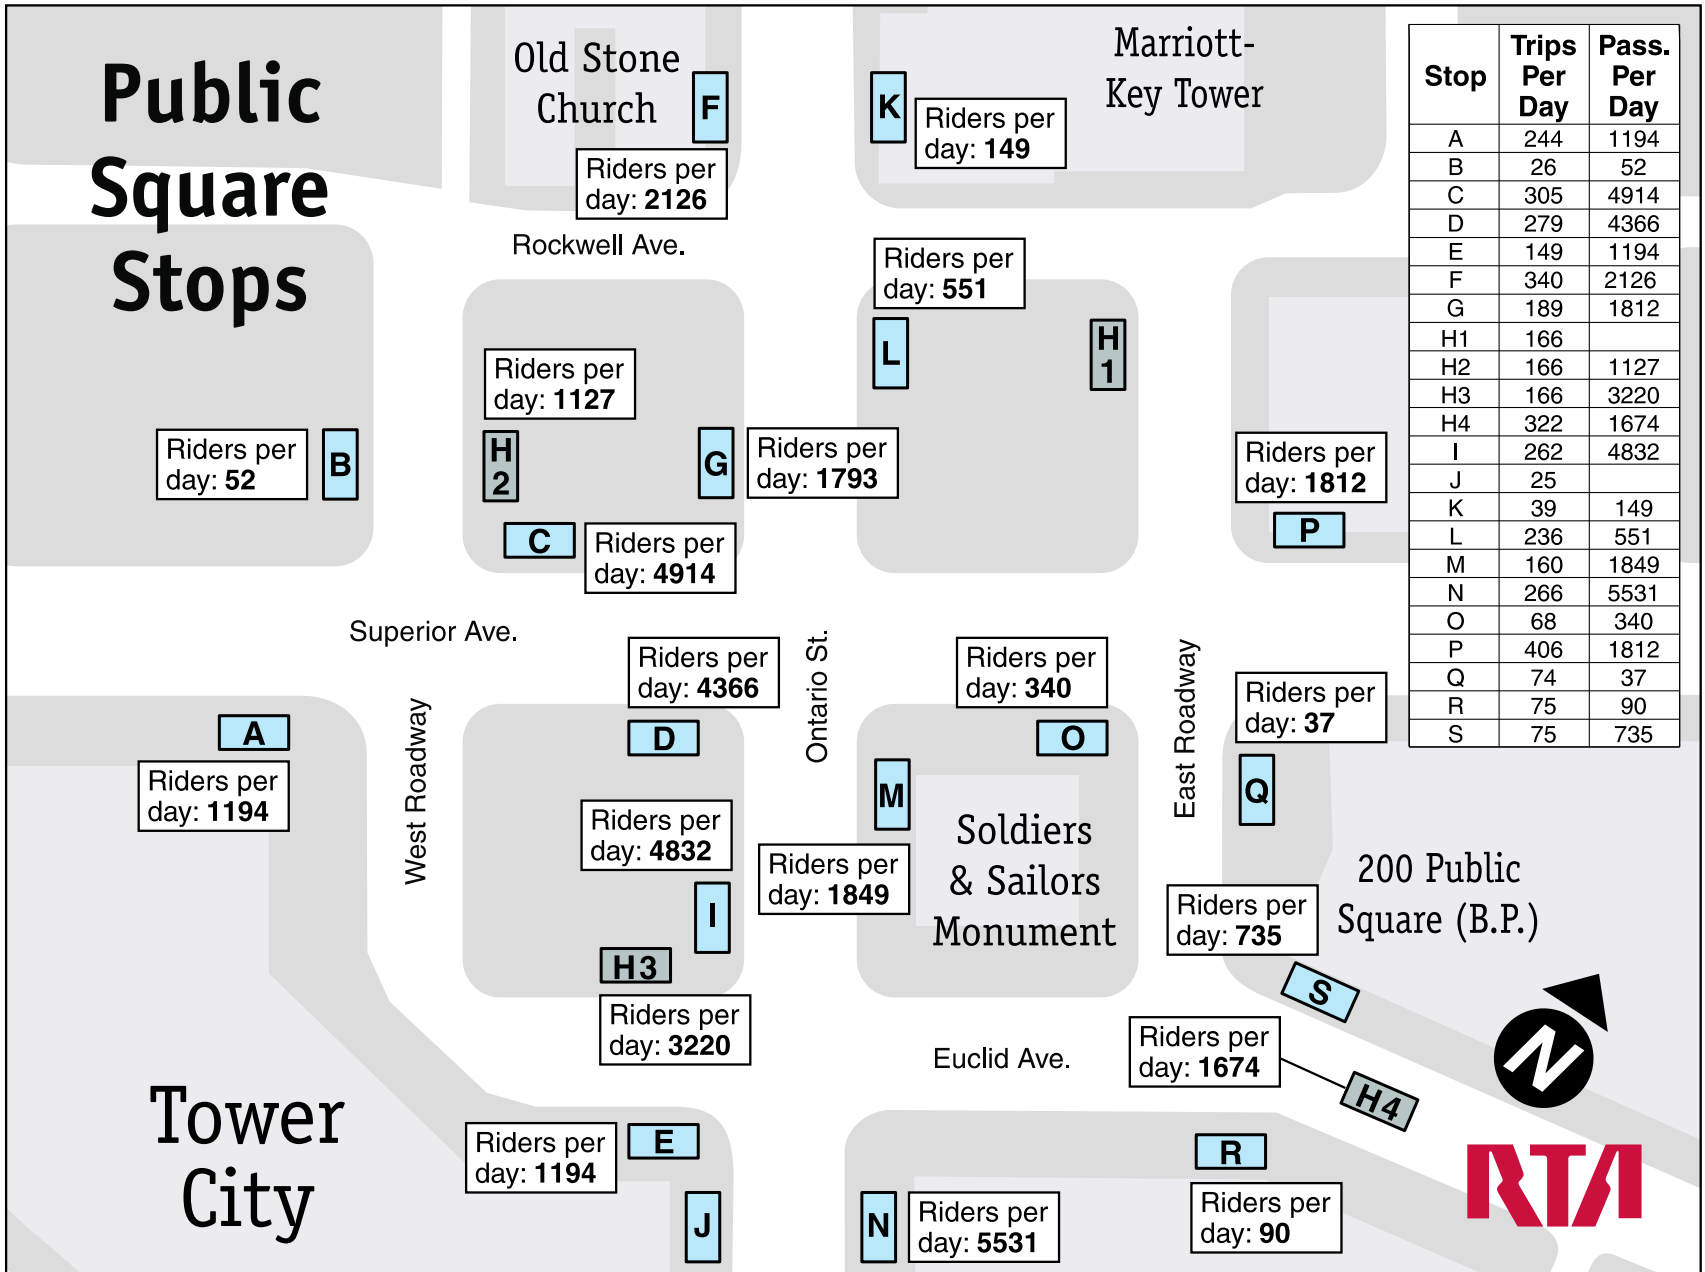 Public
Square
Stops
Old Stone
Church
F
Riders per
day: 2126
K
Riders per
day: 149
Marriott-
Key Tower
Rockwell Ave.
Riders per
day: 551
L
H
1
Riders per
day: 1127
H
2
Riders per
day: 52
B
G
Riders per
day: 1793
Riders per
day: 1812
P
C
Riders per
day: 4914
Superior Ave.
Ontario St.
West Roadway
East Roadway
Riders per
day: 4366
D
Riders per
day: 340
O
Riders per
day: 37
Q
A
Riders per
day: 1194
M
Riders per
day: 1849
Soldiers
& Sailors
Monument
Riders per
day: 4832
I
H3
Riders per
day: 3220
200 Public
Square (B.P.)
Riders per
day: 735
S
Euclid Ave.
Riders per
day: 1674
H4
N
Tower
City
Riders per
day: 1194
E
J
N
Riders per
day: 5531
R
Riders per
day: 90
RTA
Stop Trips Per Day Pass. Per Day
A 244 1194
B 26 52
C 305 4914
D 279 4366
E 149 1194
F 340 2126
G 189 1812
H1 166
H2 166 1127
H3 166 3220
H4 322 1674
I 262 4832
J 25
K 39 149
L 236 551
M 160 1849
N 266 5531
O 68 340
P 406 1812
Q 74 37
R 75 90
S 75 735